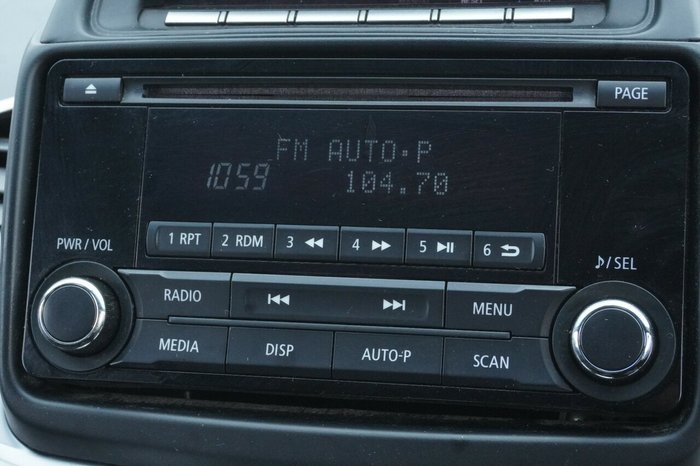 PAGE
FM AUTO·P
1059 104.70
1 RPT 2 RDM 3 4 5 6
PWR / VOL
♪/SEL
RADIO MENU
MEDIA DISP AUTO-P SCAN